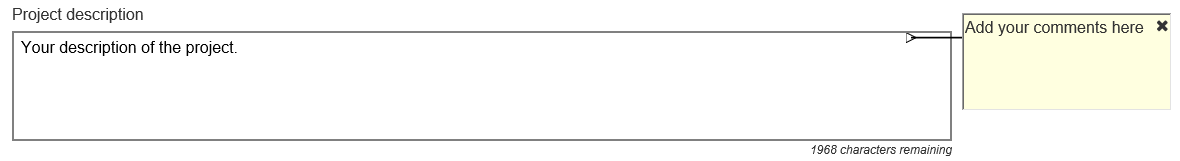 Project description
Your description of the project.
Add your comments here ✖
1968 characters remaining